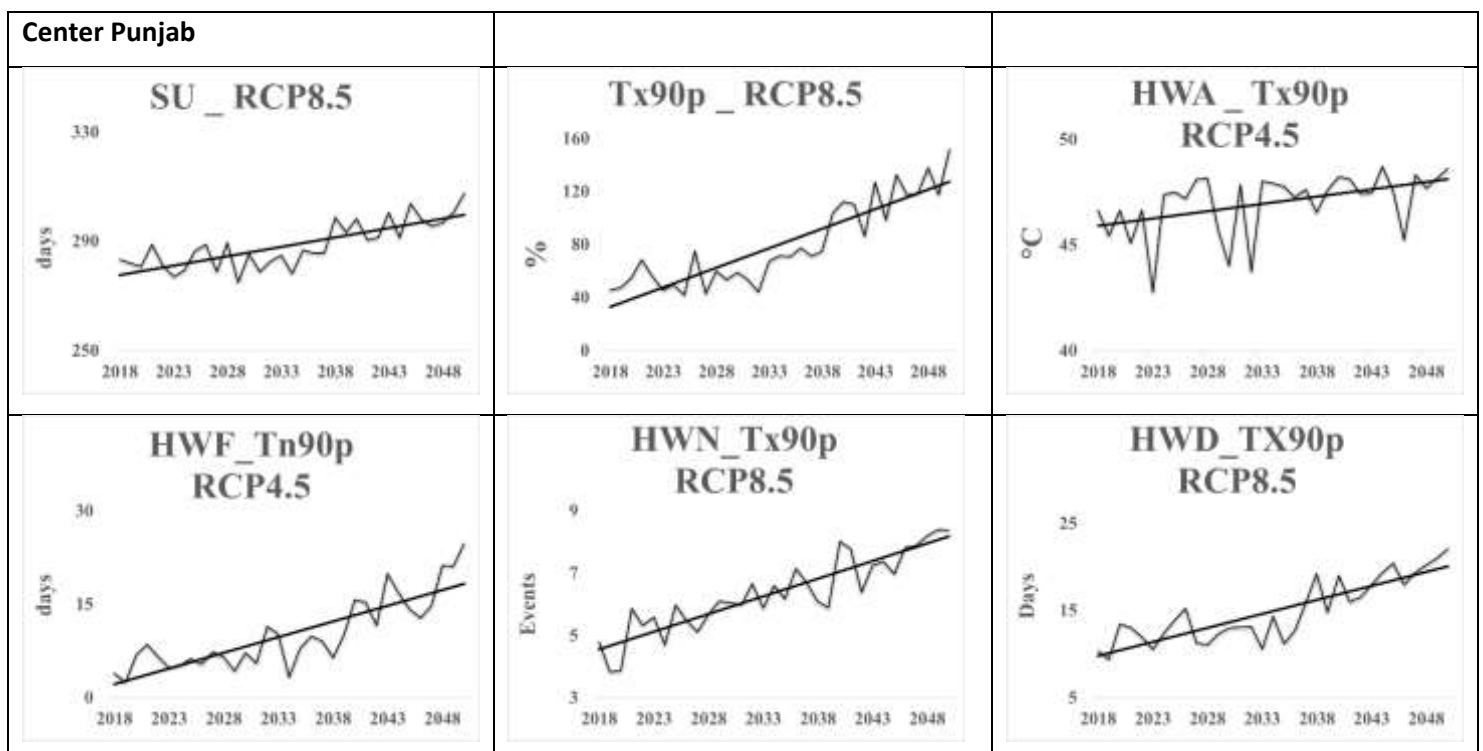 Center Punjab
SU _ RCP8.5
330
290
250
days
2018 2023 2028 2033 2038 2043 2048
Tx90p _ RCP8.5
160
120
80
40
0
%
2018 2023 2028 2033 2038 2043 2048
HWA _ Tx90p
RCP4.5
50
45
40
°C
2018 2023 2028 2033 2038 2043 2048
HWF_Tn90p
RCP4.5
30
15
0
days
2018 2023 2028 2033 2038 2043 2048
HWN_Tx90p
RCP8.5
9
7
5
3
Events
2018 2023 2028 2033 2038 2043 2048
HWD_TX90p
RCP8.5
25
15
5
Days
2018 2023 2028 2033 2038 2043 2048